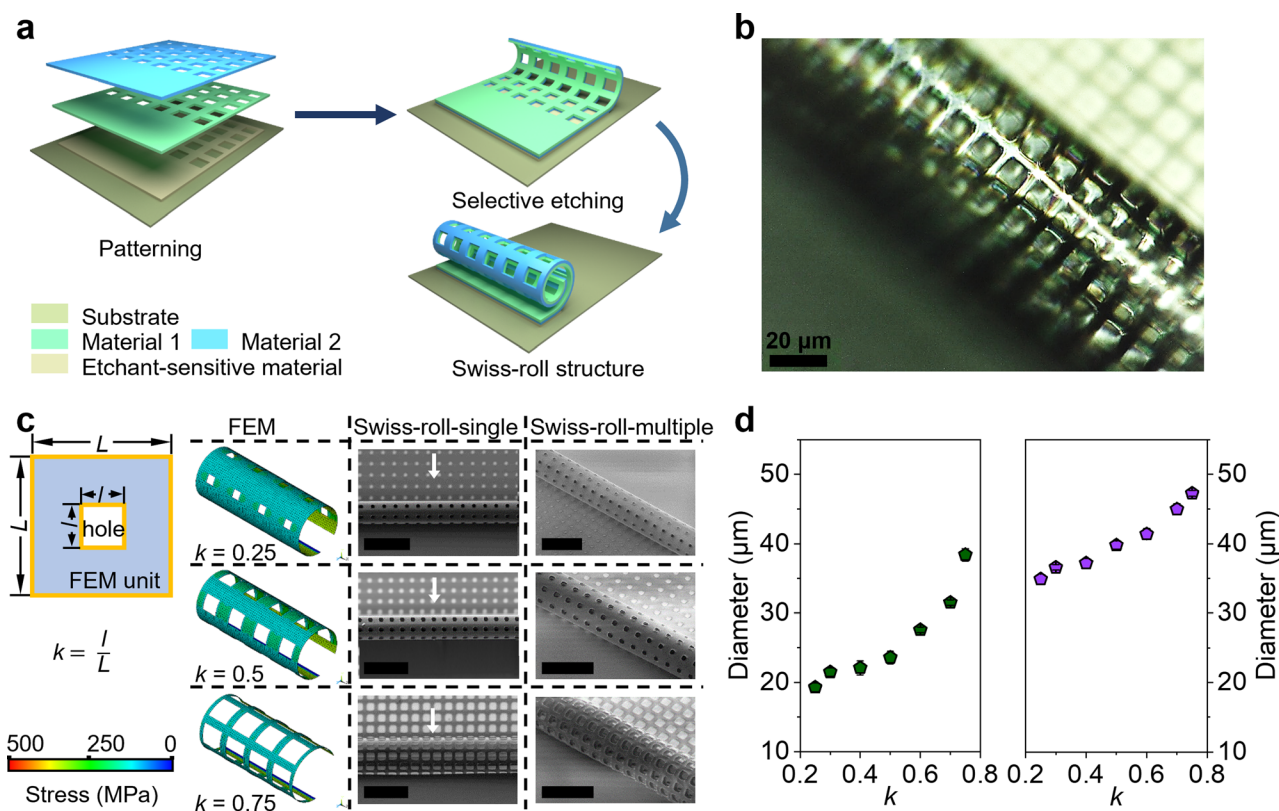 a
Patterning
Selective etching
Swiss-roll structure
Substrate
Material 1
Material 2
Etchant-sensitive material
b
20 µm
c
L
L
l
l
hole
FEM unit
k = l/L
500 250 0
Stress (MPa)
FEM
Swiss-roll-single
Swiss-roll-multiple
k = 0.25
k = 0.5
k = 0.75
d
Diameter (µm)
50
40
30
20
10
0.2 0.4 0.6 0.8
k
50
40
30
20
10
0.2 0.4 0.6 0.8
k
Diameter (µm)